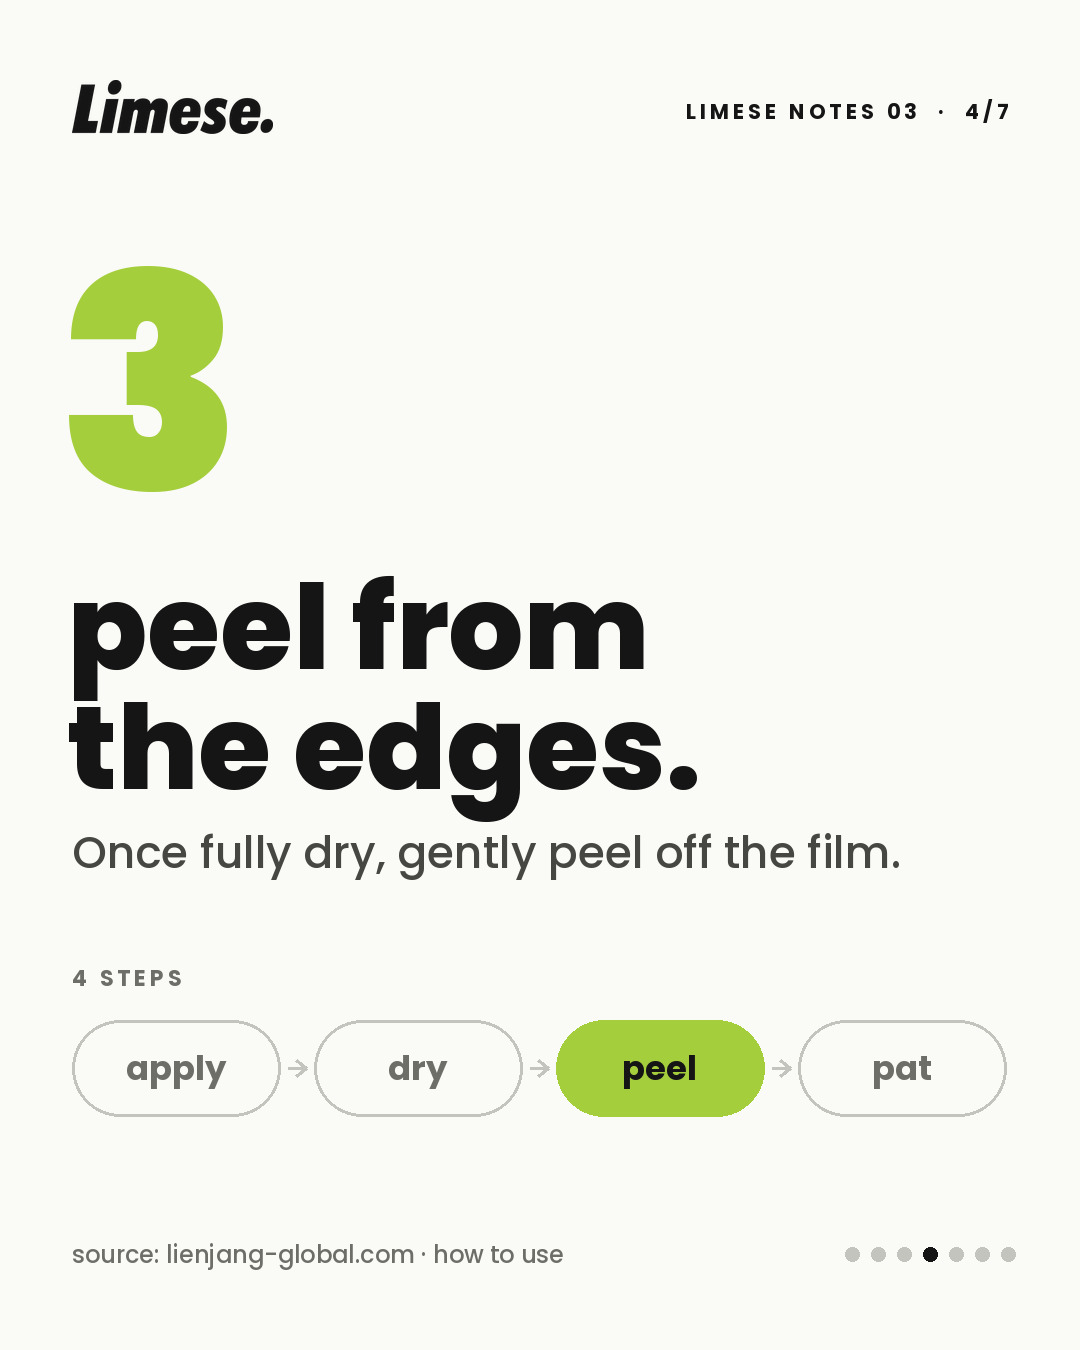 Limese.
LIMESE NOTES 03 · 4/7
3
peel from
the edges.
Once fully dry, gently peel off the film.
4 STEPS
apply → dry → peel → pat
source: lienjang-global.com · how to use